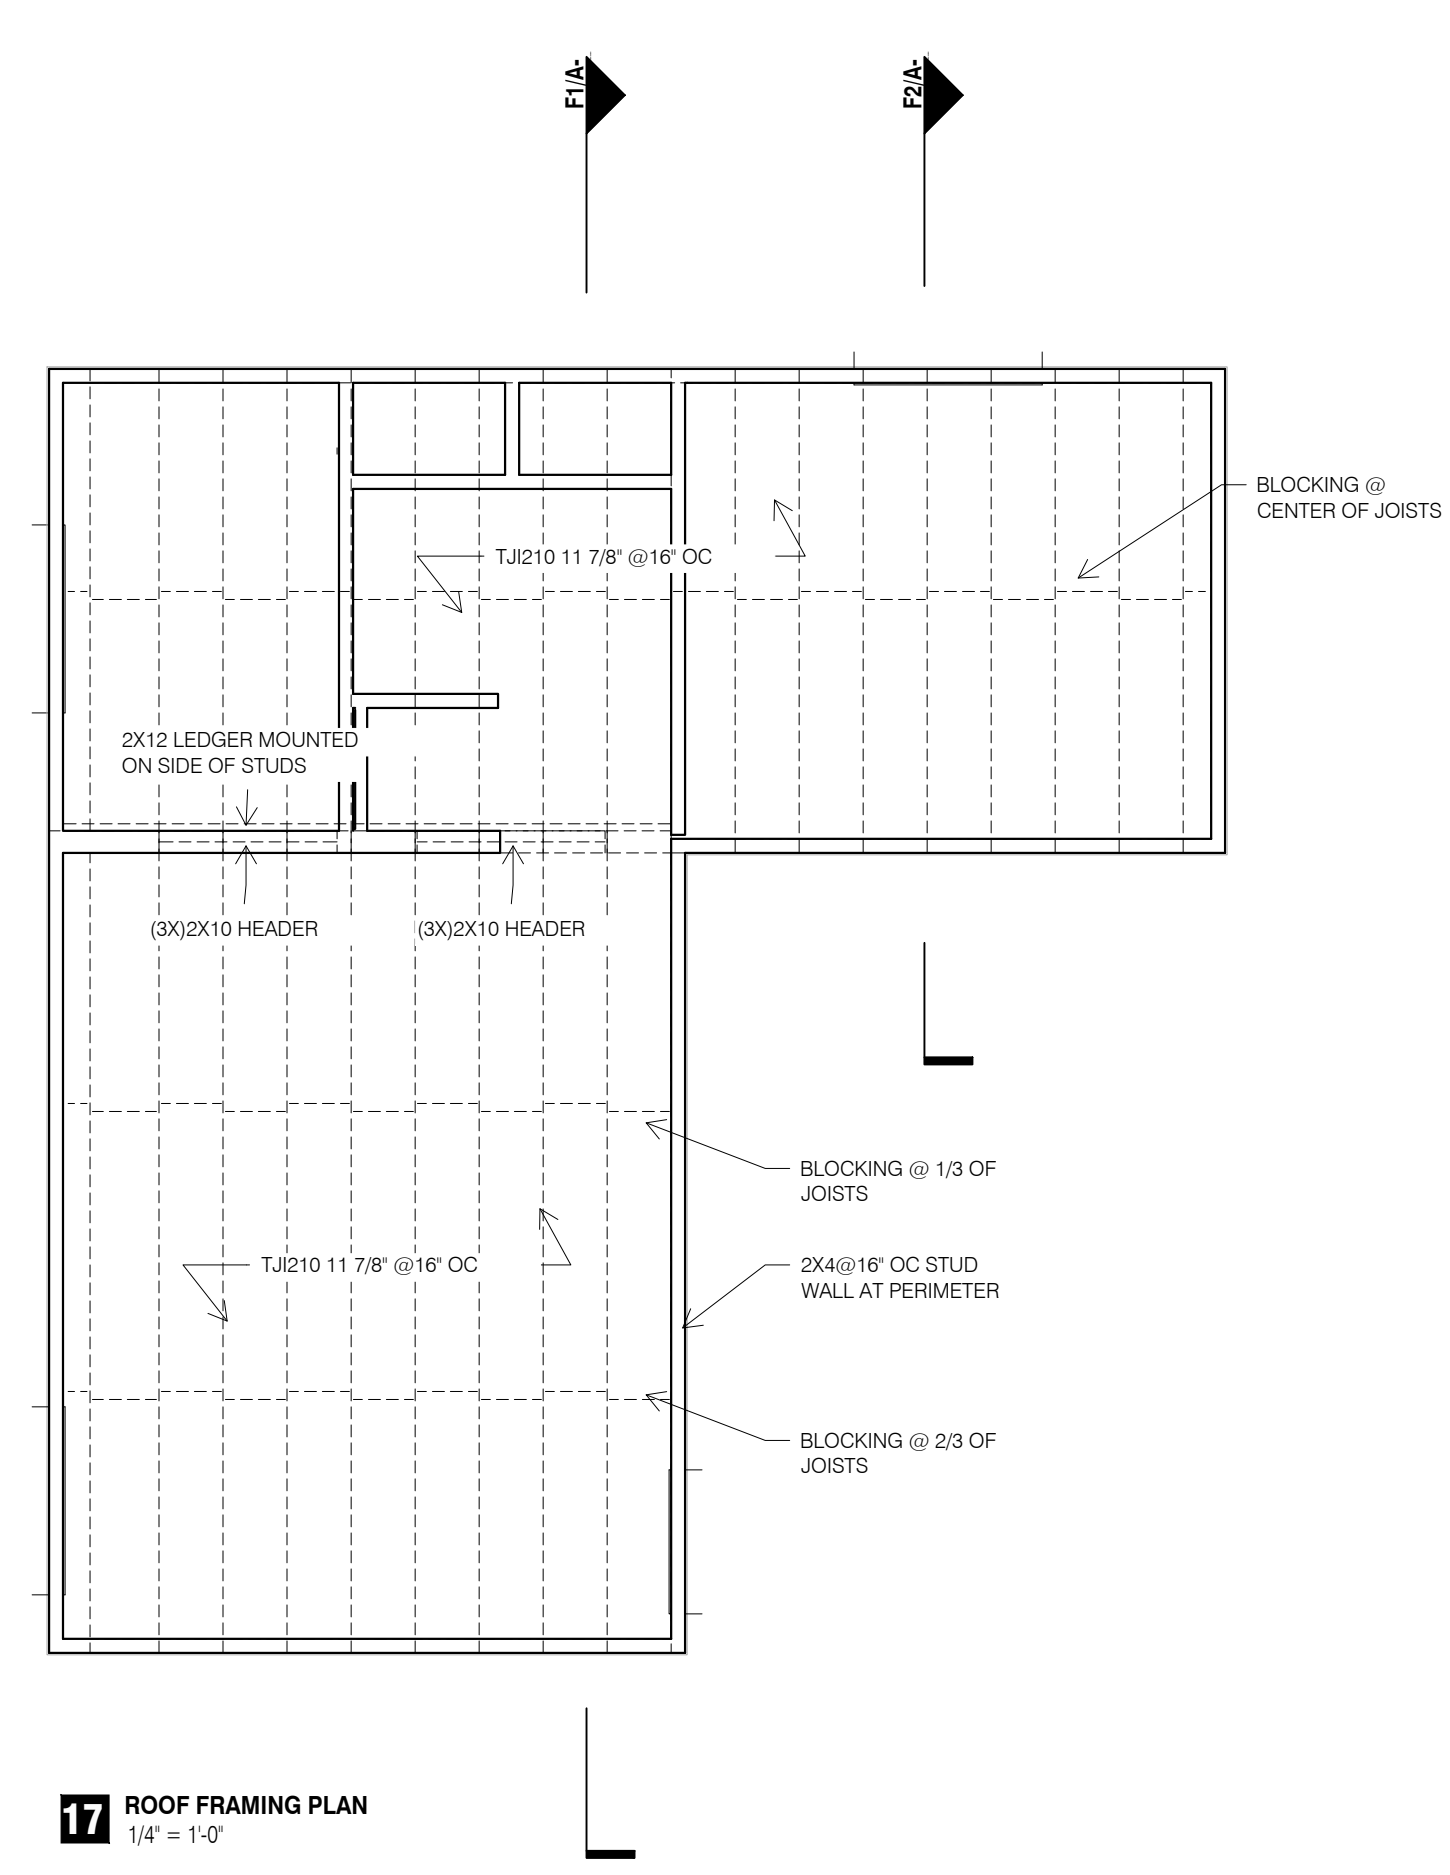 F1/A-
F2/A-
BLOCKING @
CENTER OF JOISTS
TJI210 11 7/8" @16" OC
2X12 LEDGER MOUNTED
ON SIDE OF STUDS
(3X)2X10 HEADER
(3X)2X10 HEADER
BLOCKING @ 1/3 OF
JOISTS
TJI210 11 7/8" @16" OC
2X4@16" OC STUD
WALL AT PERIMETER
BLOCKING @ 2/3 OF
JOISTS
17
ROOF FRAMING PLAN
1/4" = 1'-0"